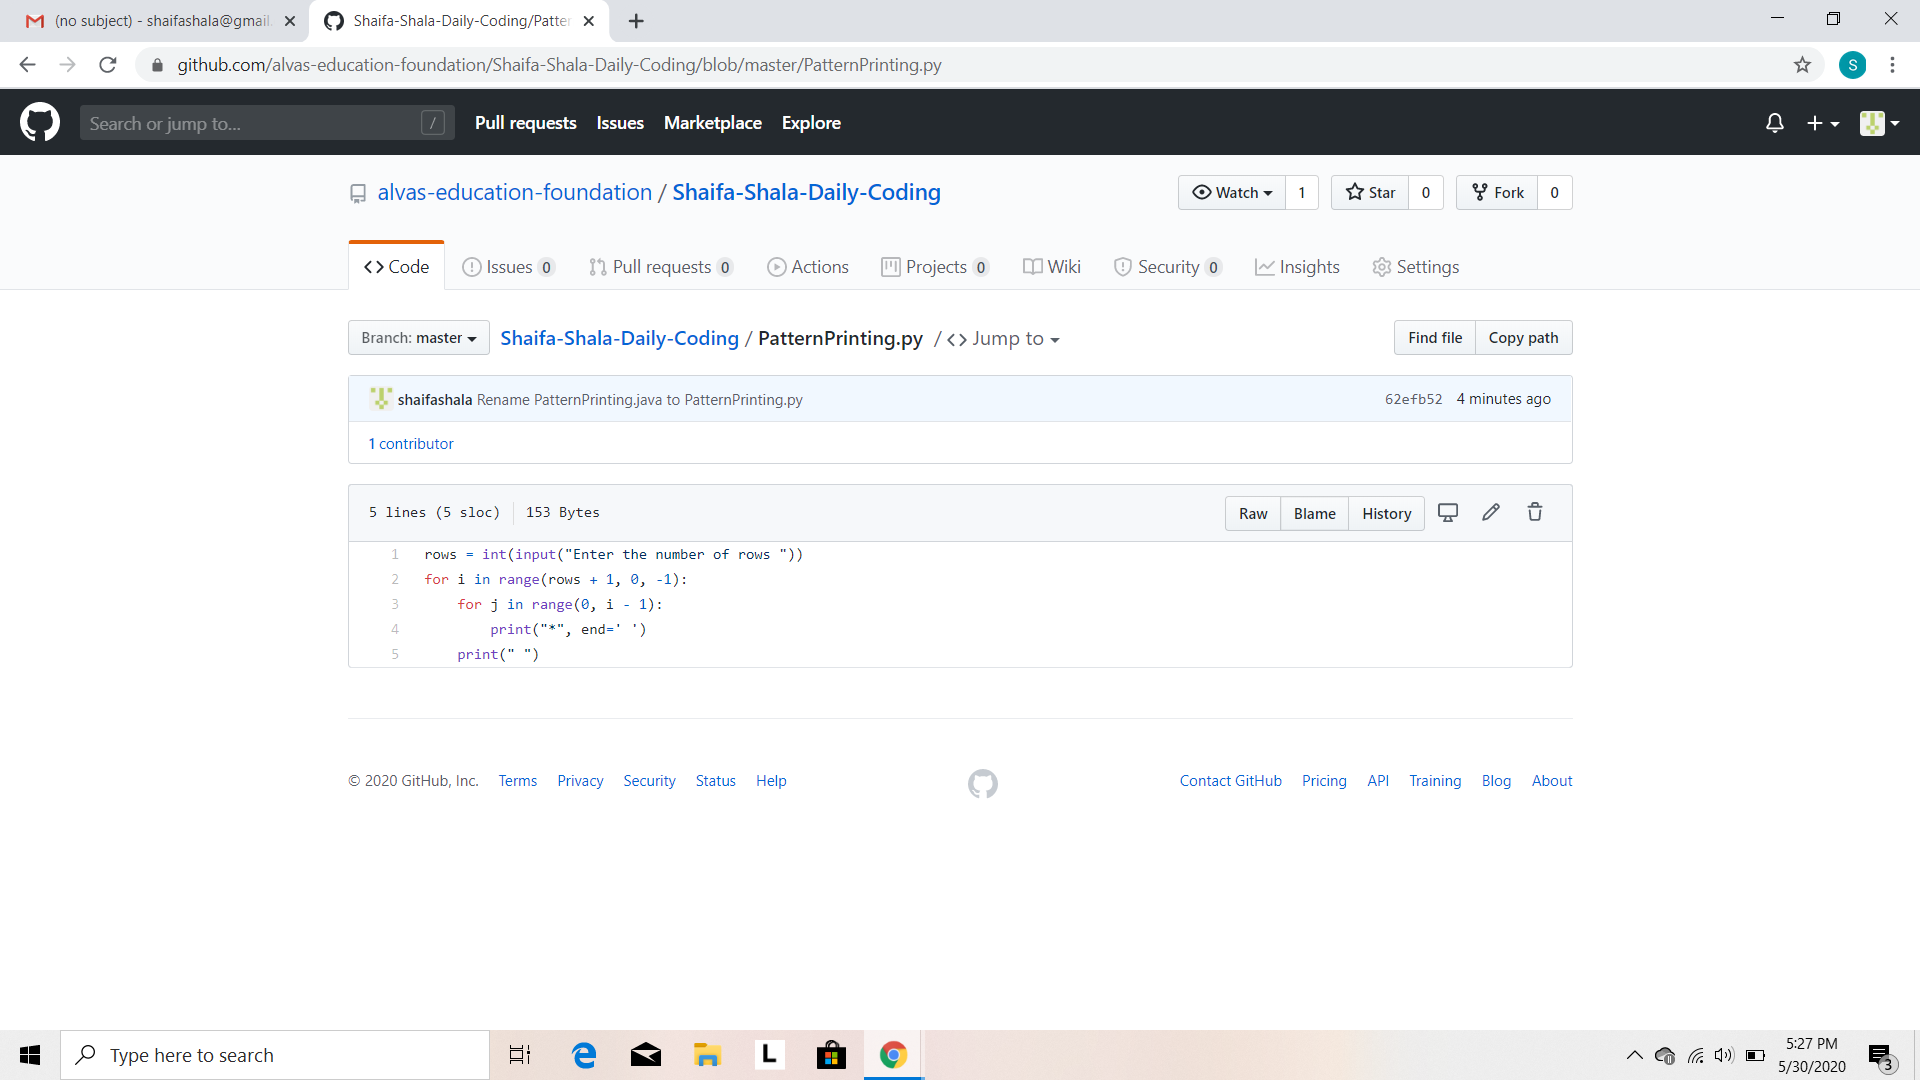 (no subject) - shaifashala@gmail.
Shaifa-Shala-Daily-Coding/Patter
github.com/alvas-education-foundation/Shaifa-Shala-Daily-Coding/blob/master/PatternPrinting.py
S
Search or jump to...
/
Pull requests
Issues
Marketplace
Explore
alvas-education-foundation / Shaifa-Shala-Daily-Coding
Watch 1
Star 0
Fork 0
Code
Issues 0
Pull requests 0
Actions
Projects 0
Wiki
Security 0
Insights
Settings
Branch: master
Shaifa-Shala-Daily-Coding / PatternPrinting.py / <> Jump to
Find file
Copy path
shaifashala Rename PatternPrinting.java to PatternPrinting.py
62efb52 4 minutes ago
1 contributor
5 lines (5 sloc) 153 Bytes
Raw
Blame
History
1 rows = int(input("Enter the number of rows "))
2 for i in range(rows + 1, 0, -1):
3     for j in range(0, i - 1):
4         print("*", end=' ')
5     print(" ")
© 2020 GitHub, Inc.
Terms
Privacy
Security
Status
Help
Contact GitHub
Pricing
API
Training
Blog
About
Type here to search
L
5:27 PM
5/30/2020
3